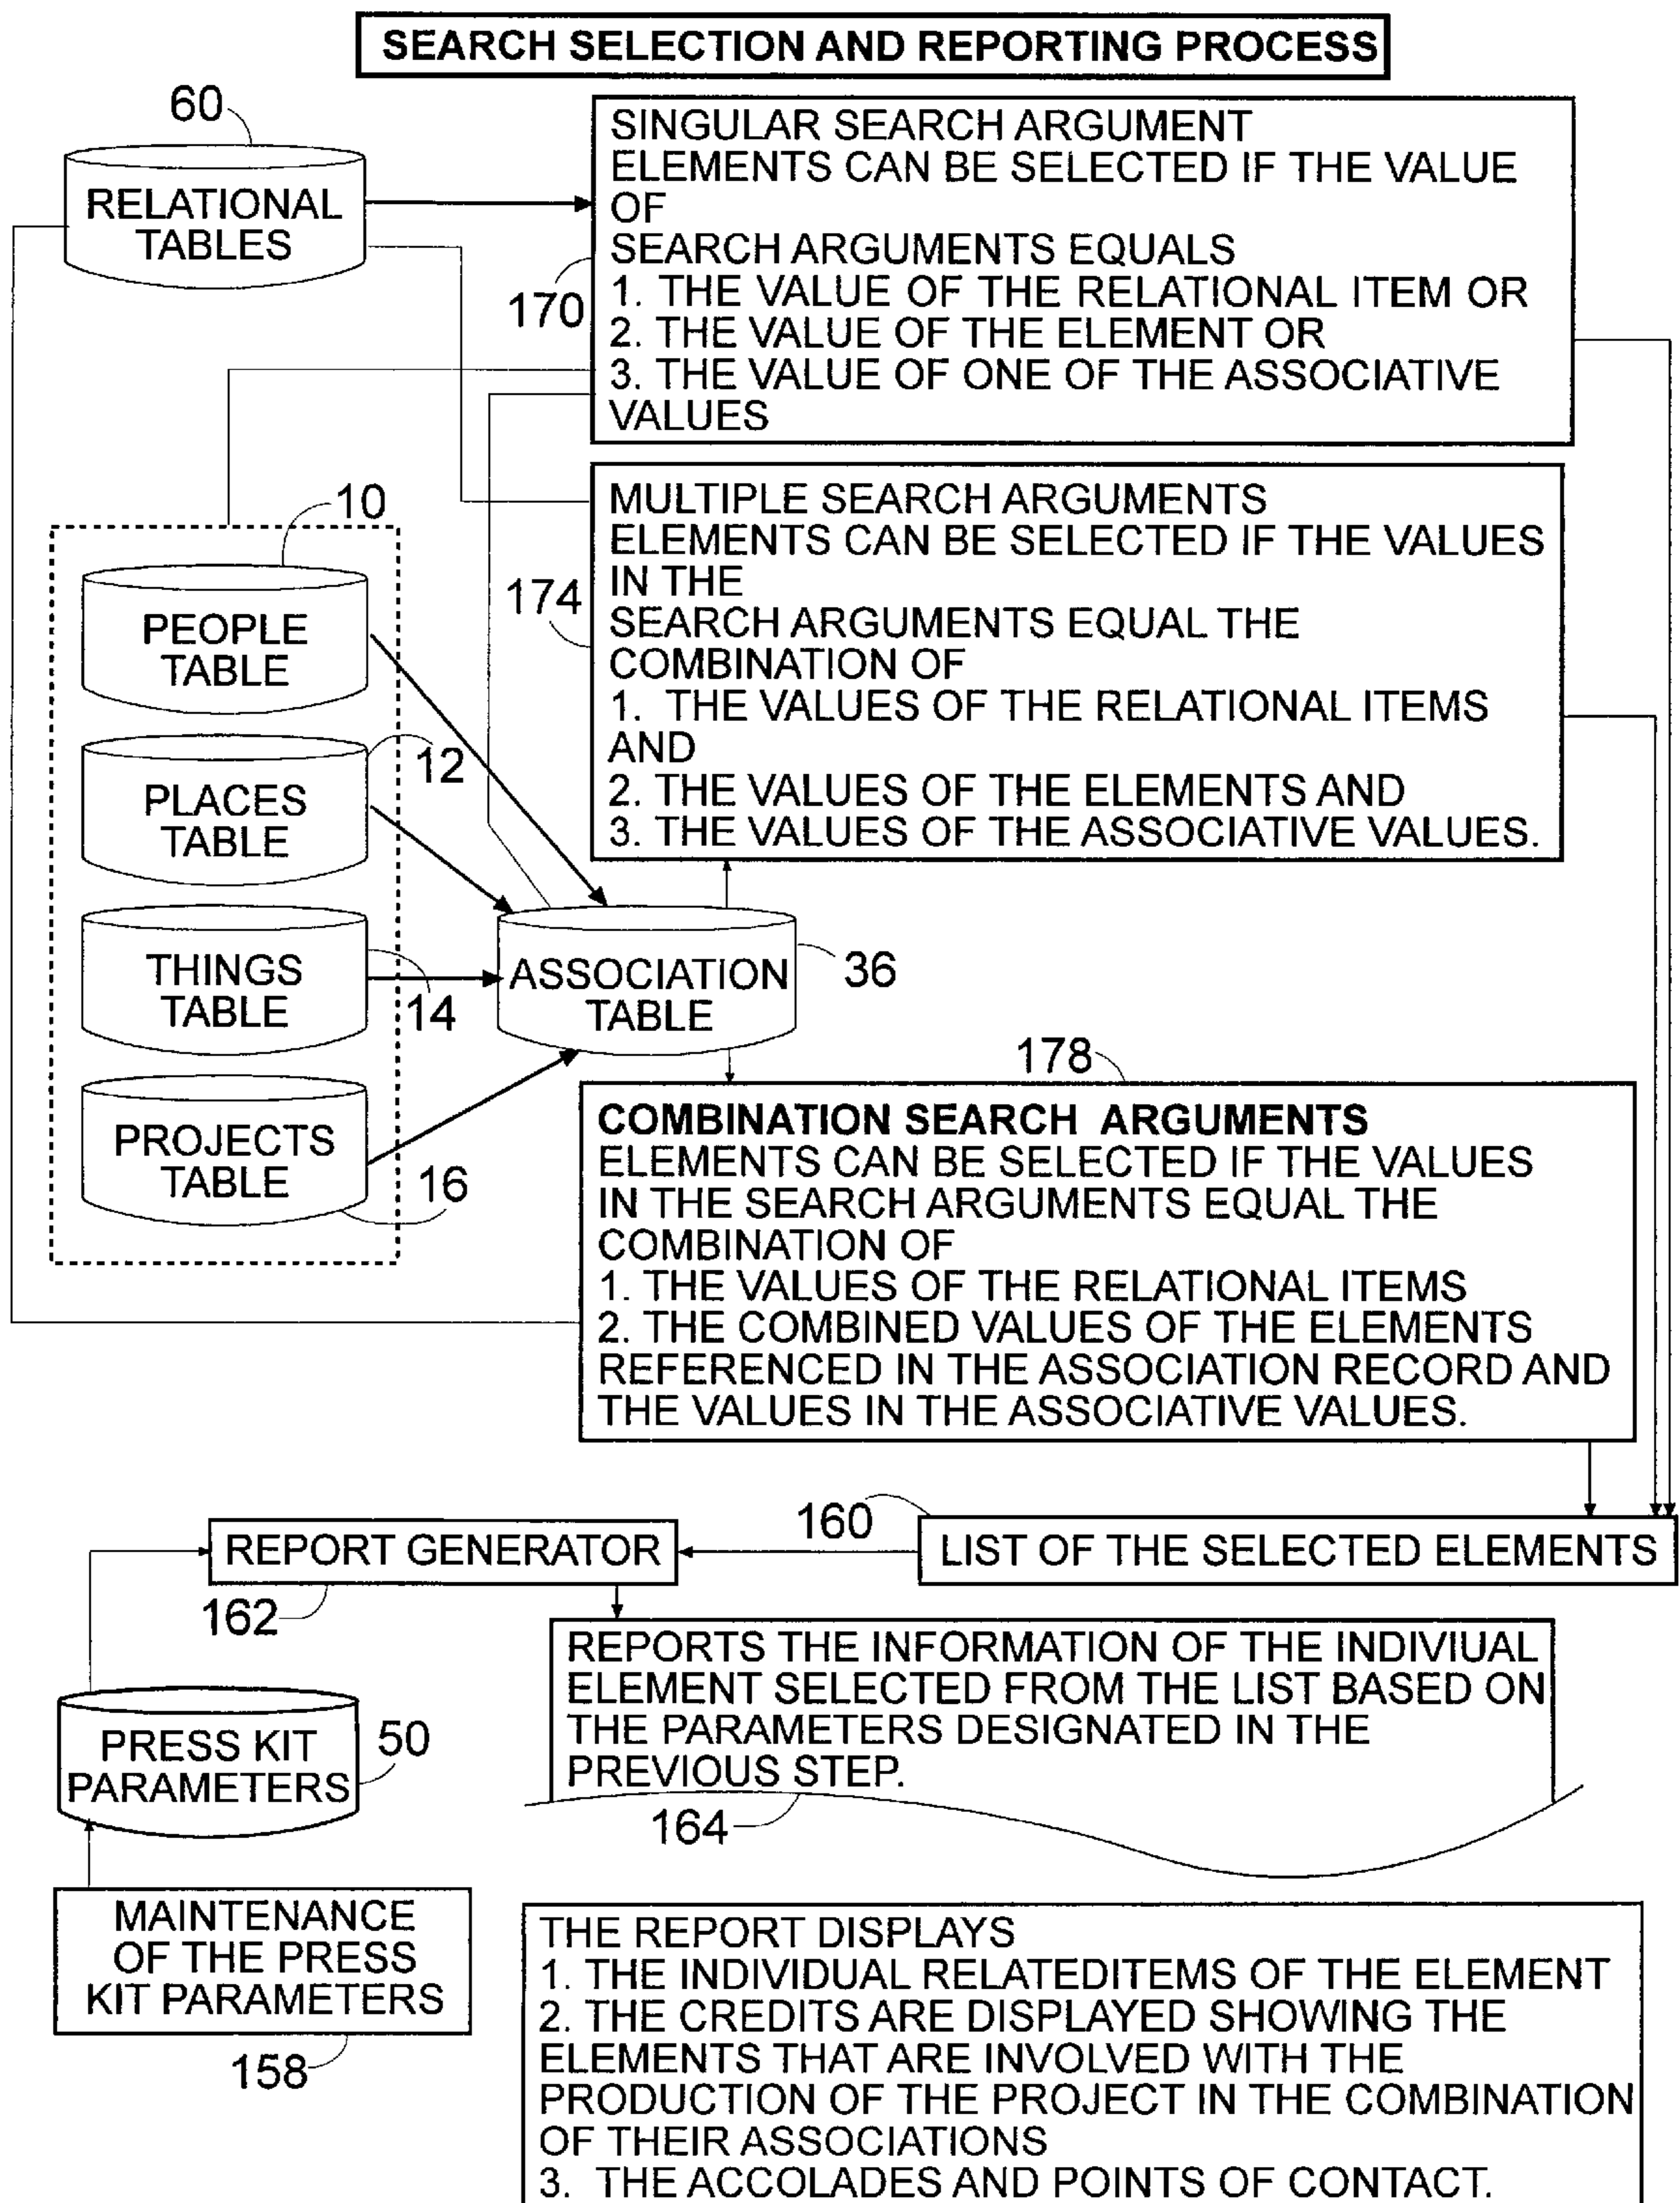 SEARCH SELECTION AND REPORTING PROCESS
60
RELATIONAL
TABLES
SINGULAR SEARCH ARGUMENT
ELEMENTS CAN BE SELECTED IF THE VALUE
OF
SEARCH ARGUMENTS EQUALS
1. THE VALUE OF THE RELATIONAL ITEM OR
2. THE VALUE OF THE ELEMENT OR
3. THE VALUE OF ONE OF THE ASSOCIATIVE
VALUES
170
MULTIPLE SEARCH ARGUMENTS
ELEMENTS CAN BE SELECTED IF THE VALUES
IN THE
SEARCH ARGUMENTS EQUAL THE
COMBINATION OF
1. THE VALUES OF THE RELATIONAL ITEMS
AND
2. THE VALUES OF THE ELEMENTS AND
3. THE VALUES OF THE ASSOCIATIVE VALUES.
174
10
PEOPLE
TABLE
12
PLACES
TABLE
THINGS
TABLE
14
PROJECTS
TABLE
16
ASSOCIATION
TABLE
36
178
COMBINATION SEARCH ARGUMENTS
ELEMENTS CAN BE SELECTED IF THE VALUES
IN THE SEARCH ARGUMENTS EQUAL THE
COMBINATION OF
1. THE VALUES OF THE RELATIONAL ITEMS
2. THE COMBINED VALUES OF THE ELEMENTS
REFERENCED IN THE ASSOCIATION RECORD AND
THE VALUES IN THE ASSOCIATIVE VALUES.
160
LIST OF THE SELECTED ELEMENTS
REPORT GENERATOR
162
REPORTS THE INFORMATION OF THE INDIVIUAL
ELEMENT SELECTED FROM THE LIST BASED ON
THE PARAMETERS DESIGNATED IN THE
PREVIOUS STEP.
164
PRESS KIT
PARAMETERS
50
MAINTENANCE
OF THE PRESS
KIT PARAMETERS
158
THE REPORT DISPLAYS
1. THE INDIVIDUAL RELATEDITEMS OF THE ELEMENT
2. THE CREDITS ARE DISPLAYED SHOWING THE
ELEMENTS THAT ARE INVOLVED WITH THE
PRODUCTION OF THE PROJECT IN THE COMBINATION
OF THEIR ASSOCIATIONS
3. THE ACCOLADES AND POINTS OF CONTACT.